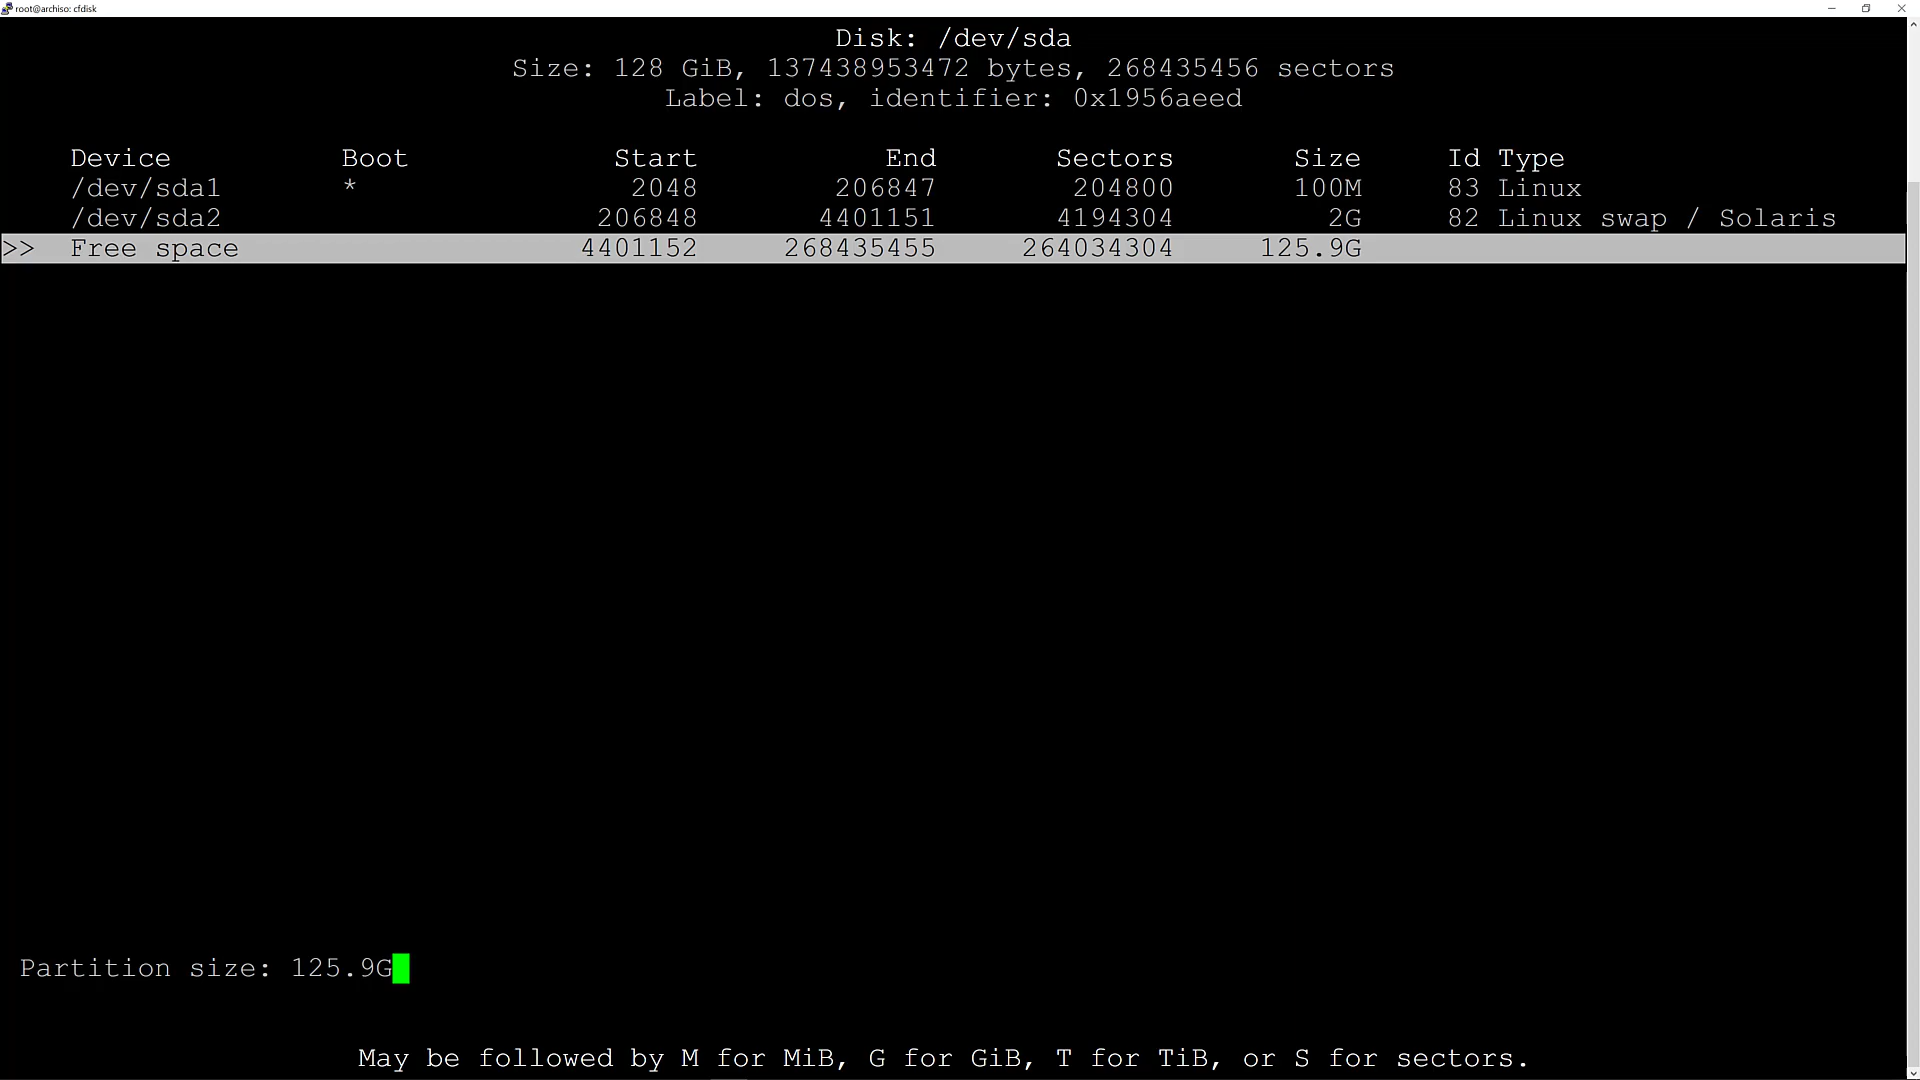 root@archiso: cfdisk
Disk: /dev/sda
Size: 128 GiB, 137438953472 bytes, 268435456 sectors
Label: dos, identifier: 0x1956aeed
Device Boot Start End Sectors Size Id Type
/dev/sda1 * 2048 206847 204800 100M 83 Linux
/dev/sda2 206848 4401151 4194304 2G 82 Linux swap / Solaris
>> Free space 4401152 268435455 264034304 125.9G
Partition size: 125.9G
May be followed by M for MiB, G for GiB, T for TiB, or S for sectors.